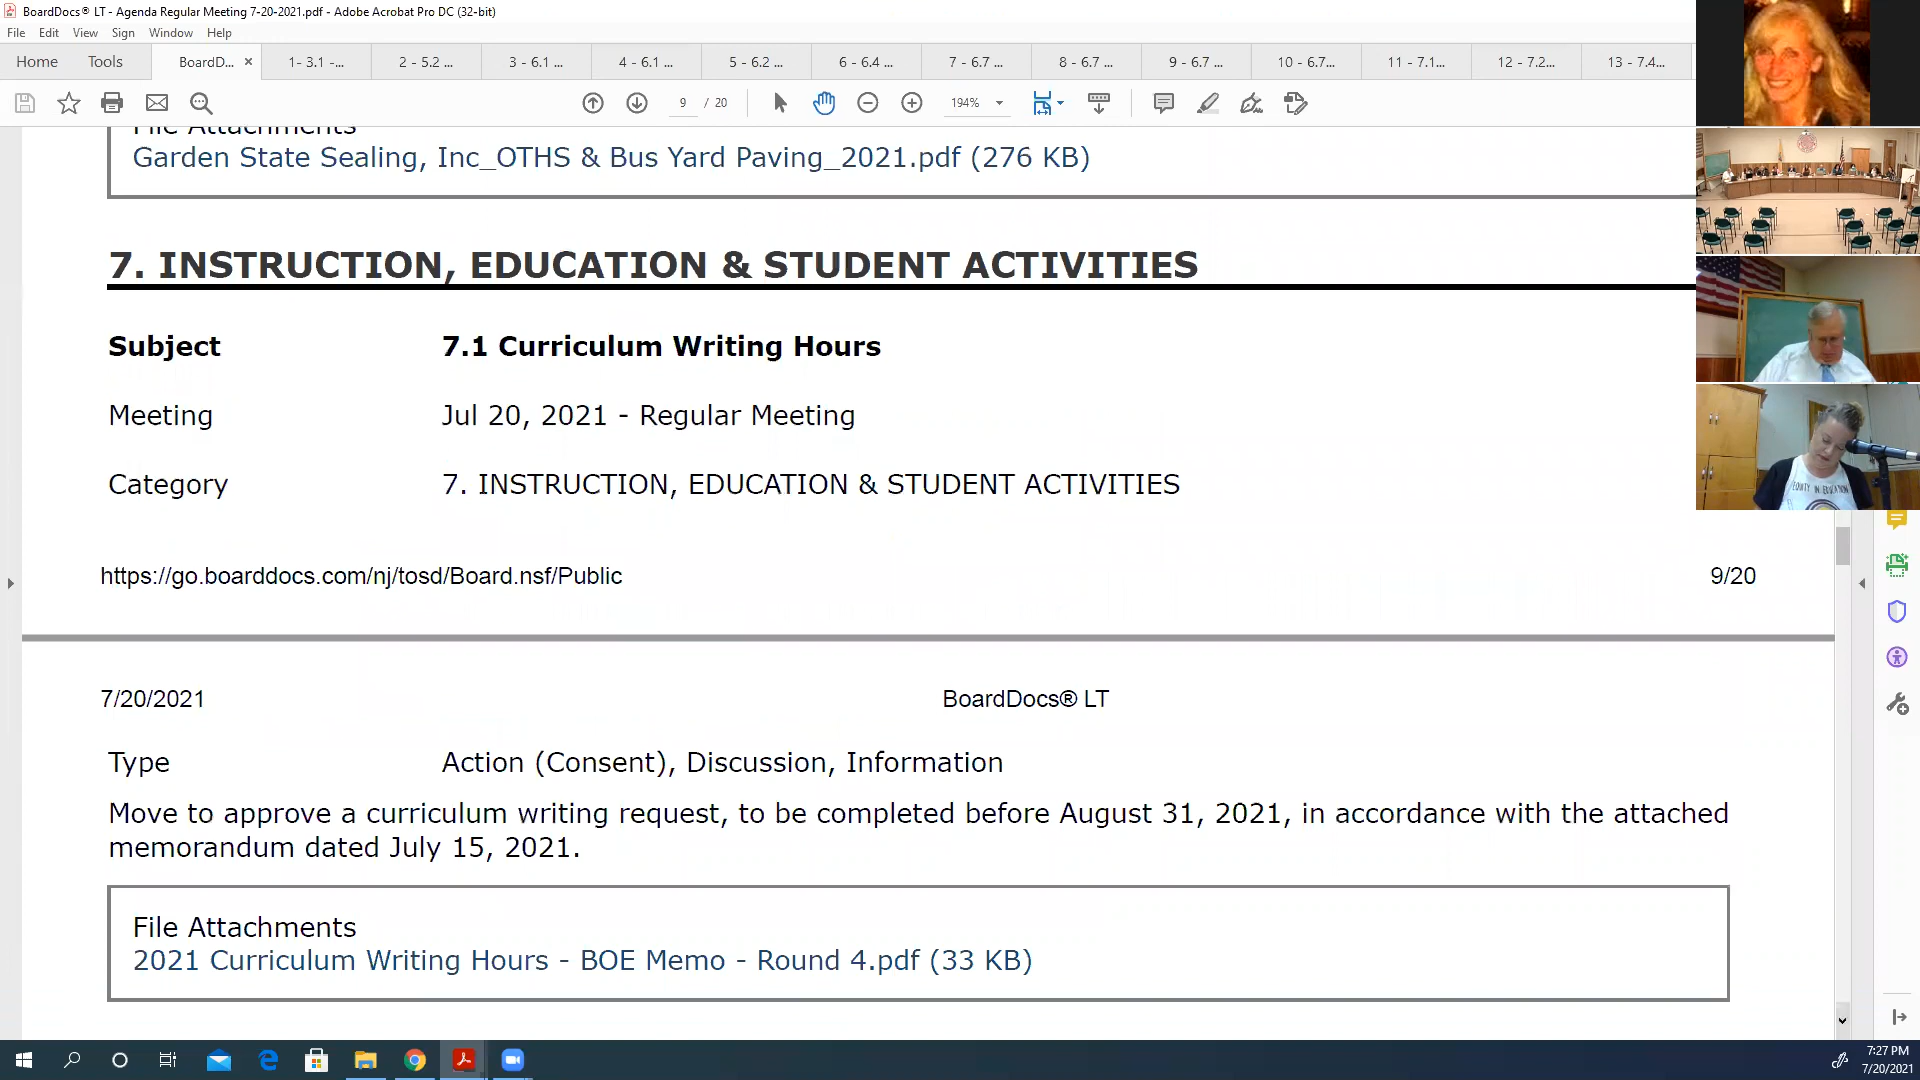 BoardDocs® LT - Agenda Regular Meeting 7-20-2021.pdf - Adobe Acrobat Pro DC (32-bit)
File Edit View Sign Window Help
Home Tools BoardD... × 1- 3.1 -... 2 - 5.2 ... 3 - 6.1 ... 4 - 6.1 ... 5 - 6.2 ... 6 - 6.4 ... 7 - 6.7 ... 8 - 6.7 ... 9 - 6.7 ... 10 - 6.7... 11 - 7.1... 12 - 7.2... 13 - 7.4...
9 / 20 194%
File Attachments
Garden State Sealing, Inc_OTHS & Bus Yard Paving_2021.pdf (276 KB)
7. INSTRUCTION, EDUCATION & STUDENT ACTIVITIES
Subject 7.1 Curriculum Writing Hours
Meeting Jul 20, 2021 - Regular Meeting
Category 7. INSTRUCTION, EDUCATION & STUDENT ACTIVITIES
EQUITY IN EDUCATION
https://go.boarddocs.com/nj/tosd/Board.nsf/Public 9/20
7/20/2021 BoardDocs® LT
Type Action (Consent), Discussion, Information
Move to approve a curriculum writing request, to be completed before August 31, 2021, in accordance with the attached
memorandum dated July 15, 2021.
File Attachments
2021 Curriculum Writing Hours - BOE Memo - Round 4.pdf (33 KB)
7:27 PM
7/20/2021